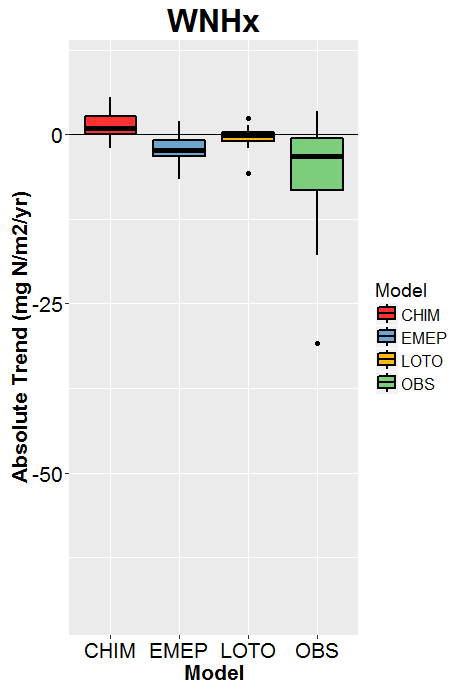 WNHx
0
-25
-50
Absolute Trend (mg N/m2/yr)
CHIM EMEP LOTO OBS
Model
Model
CHIM
EMEP
LOTO
OBS